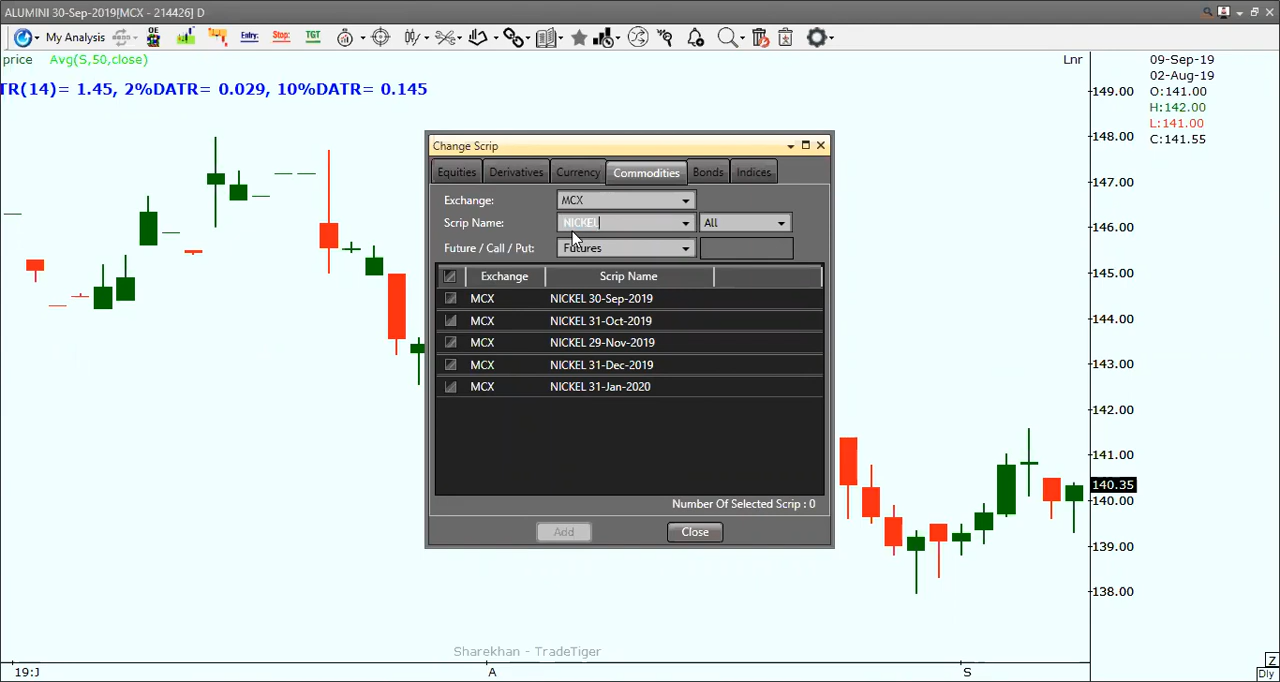 ALUMINI 30-Sep-2019[MCX - 214426] D
My Analysis
OE
Entry:
Stop:
TGT
price Avg(S,50,close)
Lnr
TR(14)= 1.45, 2%DATR= 0.029, 10%DATR= 0.145
09-Sep-19
02-Aug-19
O:141.00
H:142.00
L:141.00
C:141.55
149.00
148.00
147.00
146.00
145.00
144.00
143.00
142.00
141.00
140.35
140.00
139.00
138.00
Change Scrip
Equities Derivatives Currency Commodities Bonds Indices
Exchange: MCX
Scrip Name: NICKEL All
Future / Call / Put: Futures
Exchange Scrip Name
MCX NICKEL 30-Sep-2019
MCX NICKEL 31-Oct-2019
MCX NICKEL 29-Nov-2019
MCX NICKEL 31-Dec-2019
MCX NICKEL 31-Jan-2020
Number Of Selected Scrip : 0
Add Close
Sharekhan - TradeTiger
19:J A S
Z
Dly